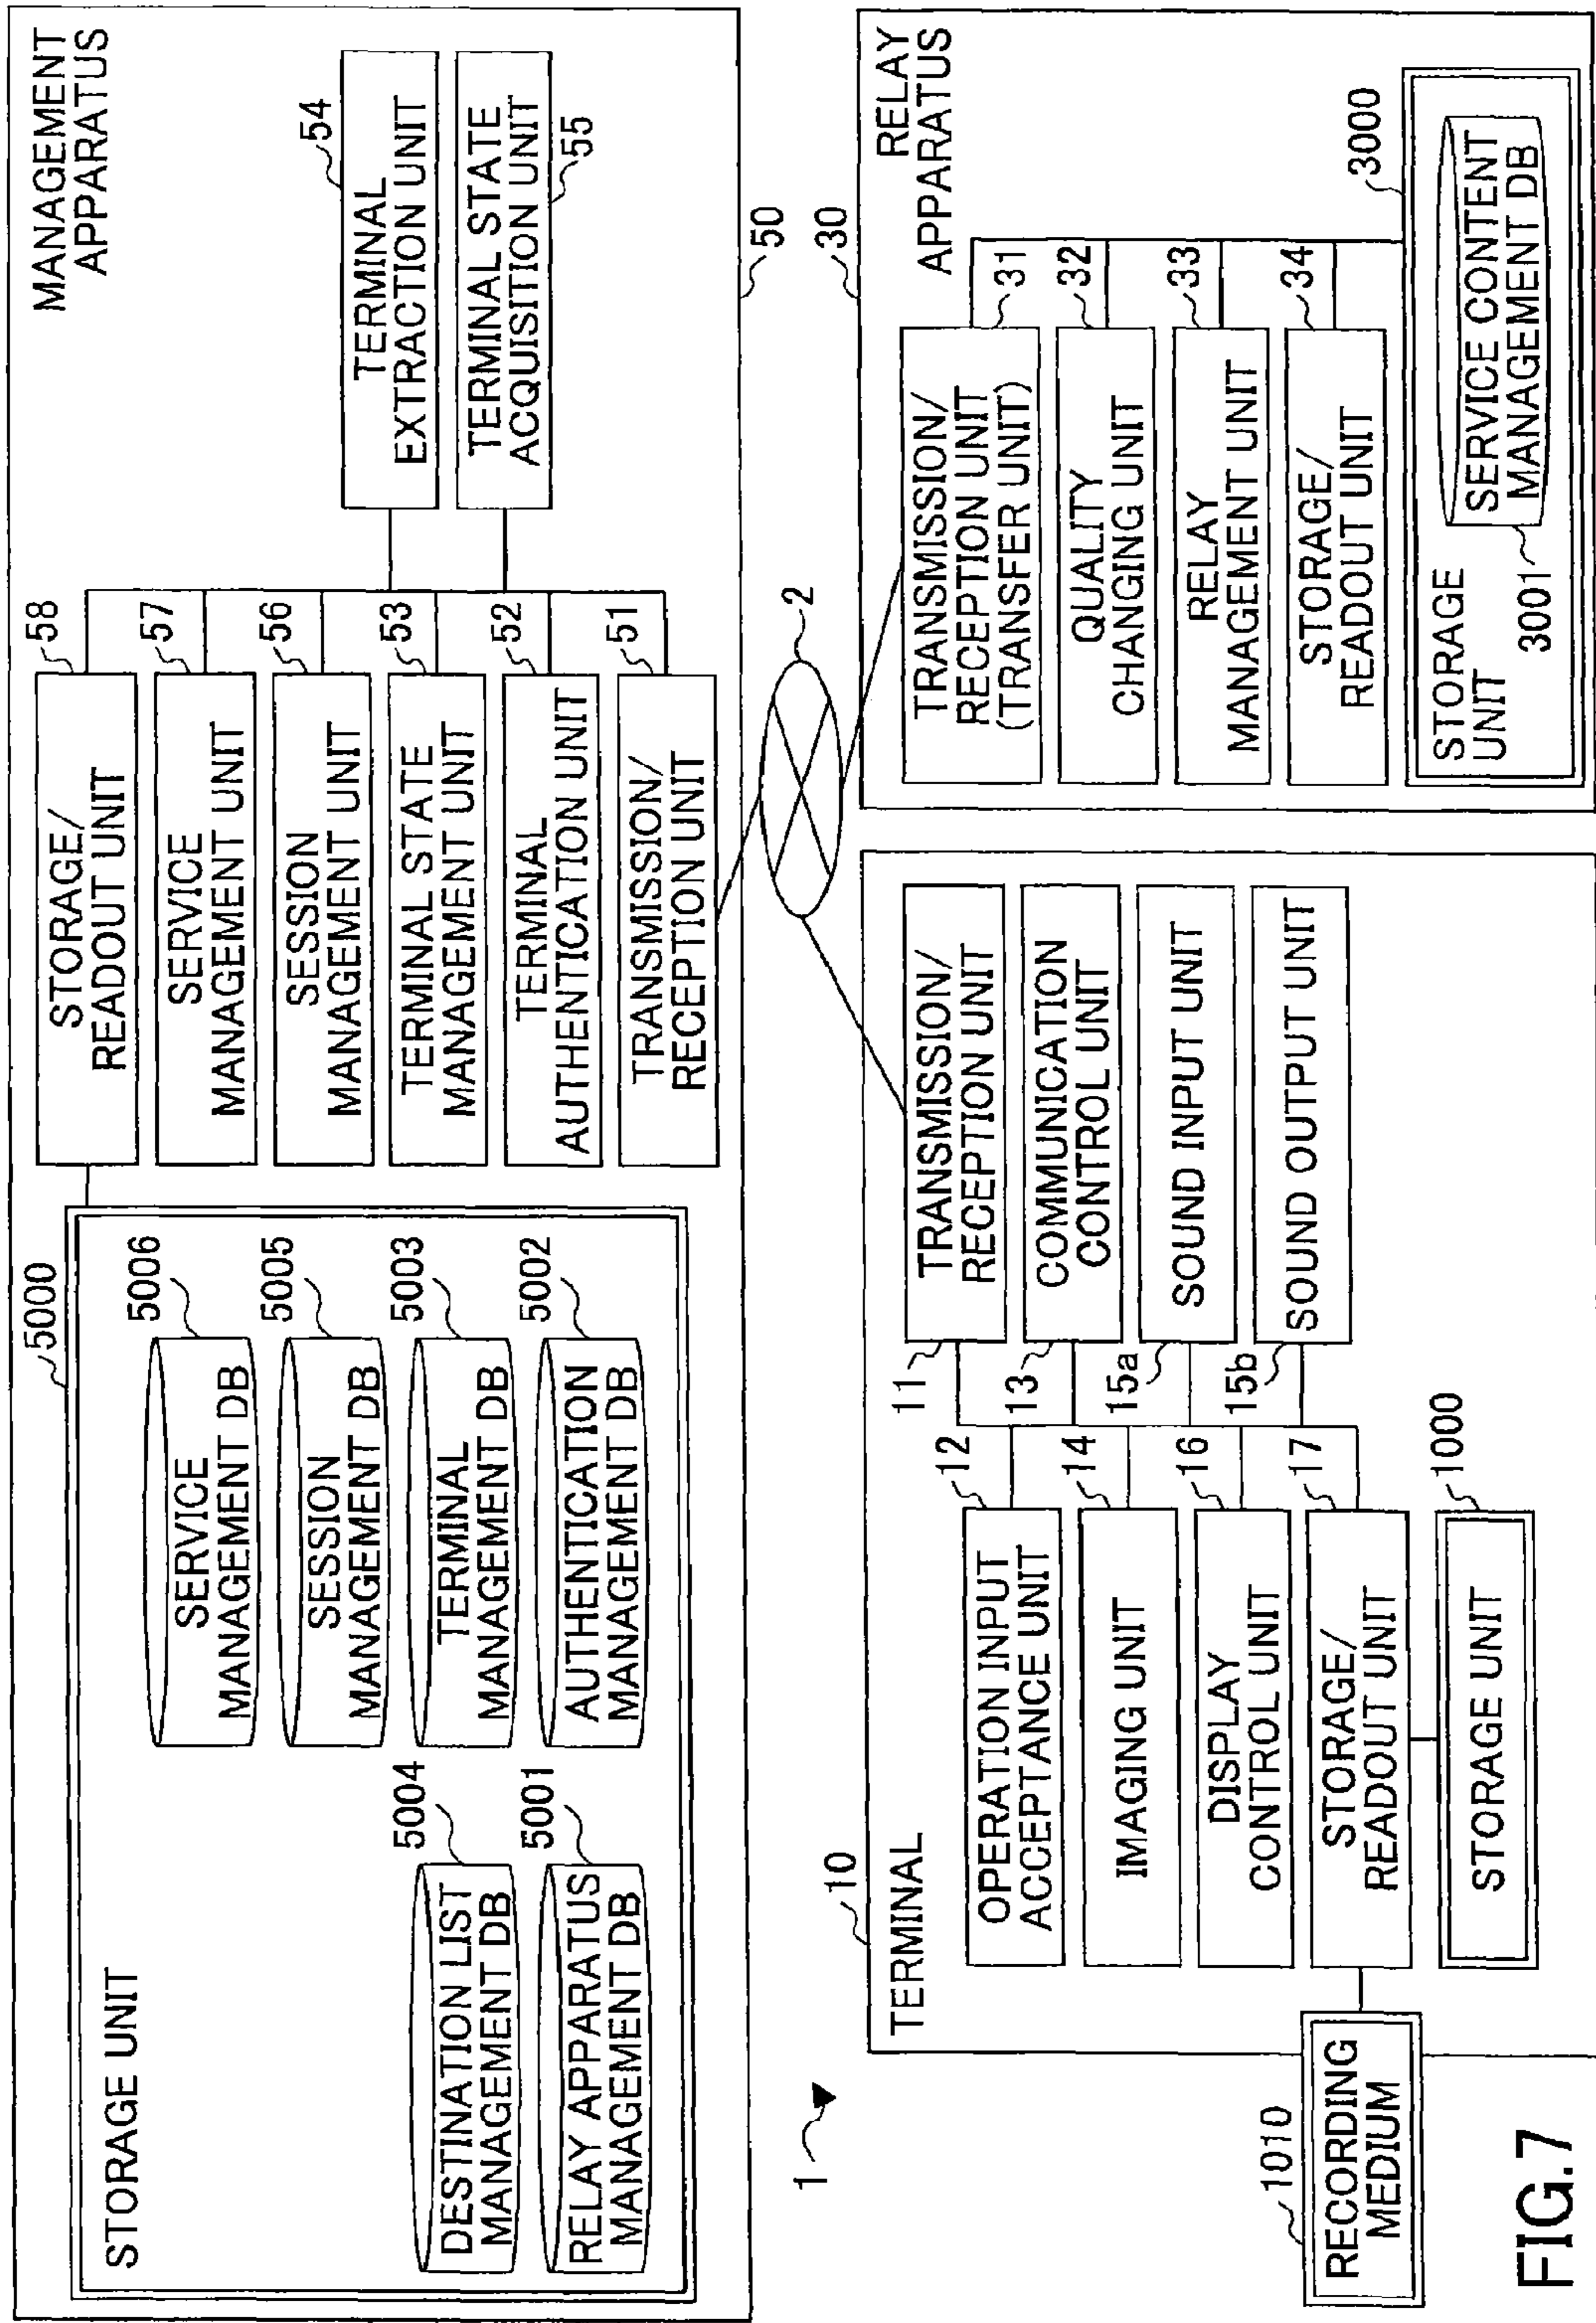 FIG.7
1
MANAGEMENT
APPARATUS
50
5000
STORAGE UNIT
5006
SERVICE
MANAGEMENT DB
5005
SESSION
MANAGEMENT DB
5004
DESTINATION LIST
MANAGEMENT DB
5003
TERMINAL
MANAGEMENT DB
5001
RELAY APPARATUS
MANAGEMENT DB
5002
AUTHENTICATION
MANAGEMENT DB
58
STORAGE/
READOUT UNIT
57
SERVICE
MANAGEMENT UNIT
56
SESSION
MANAGEMENT UNIT
53
TERMINAL STATE
MANAGEMENT UNIT
52
TERMINAL
AUTHENTICATION UNIT
51
TRANSMISSION/
RECEPTION UNIT
54
TERMINAL
EXTRACTION UNIT
TERMINAL STATE
ACQUISITION UNIT
55
2
10
TERMINAL
12
OPERATION INPUT
ACCEPTANCE UNIT
14
IMAGING UNIT
16
DISPLAY
CONTROL UNIT
17
STORAGE/
READOUT UNIT
1000
STORAGE UNIT
1010
RECORDING
MEDIUM
TRANSMISSION/
RECEPTION UNIT
11
COMMUNICATION
CONTROL UNIT
13
SOUND INPUT UNIT
15a
SOUND OUTPUT UNIT
15b
30
RELAY
APPARATUS
TRANSMISSION/
RECEPTION UNIT
(TRANSFER UNIT)
31
QUALITY
CHANGING UNIT
32
RELAY
MANAGEMENT UNIT
33
STORAGE/
READOUT UNIT
34
3000
STORAGE
UNIT
3001
SERVICE CONTENT
MANAGEMENT DB